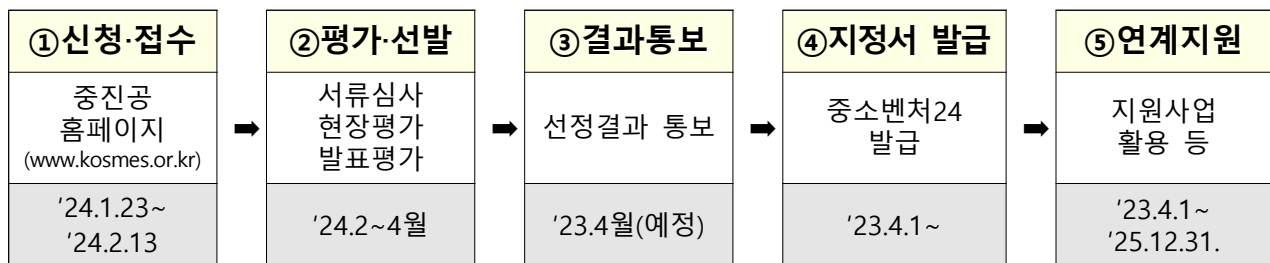 ①신청·접수
중진공
홈페이지
(www.kosmes.or.kr)
'24.1.23~
'24.2.13
➡
②평가·선발
서류심사
현장평가
발표평가
'24.2~4월
➡
③결과통보
선정결과 통보
'23.4월(예정)
➡
④지정서 발급
중소벤처24
발급
'23.4.1~
➡
⑤연계지원
지원사업
활용 등
'23.4.1~
'25.12.31.